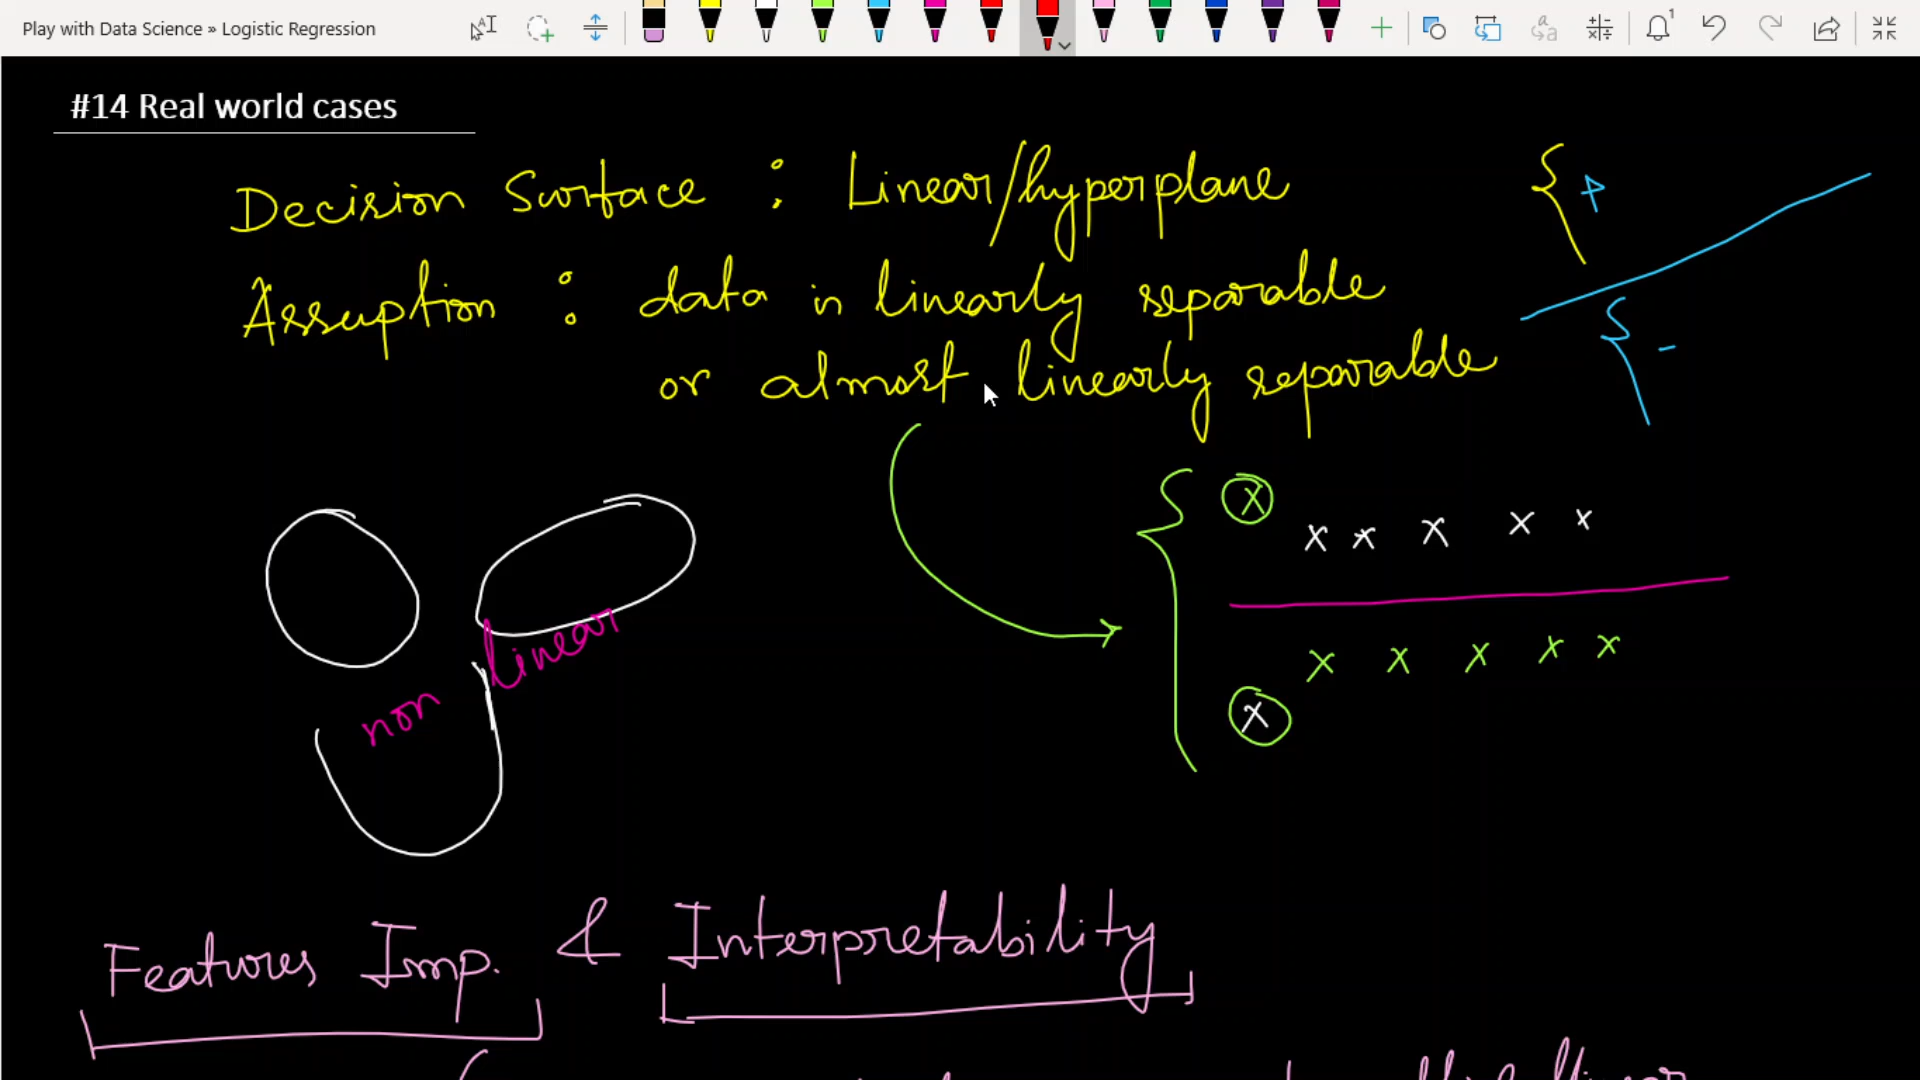 Play with Data Science » Logistic Regression
#14 Real world cases
Decision Surface : Linear/hyperplane
Assuption : data is linearly separable
or almost linearly separable
+
-
x
x x x x x
x x x x x
x
non linear
Features Imp. & Interpretability